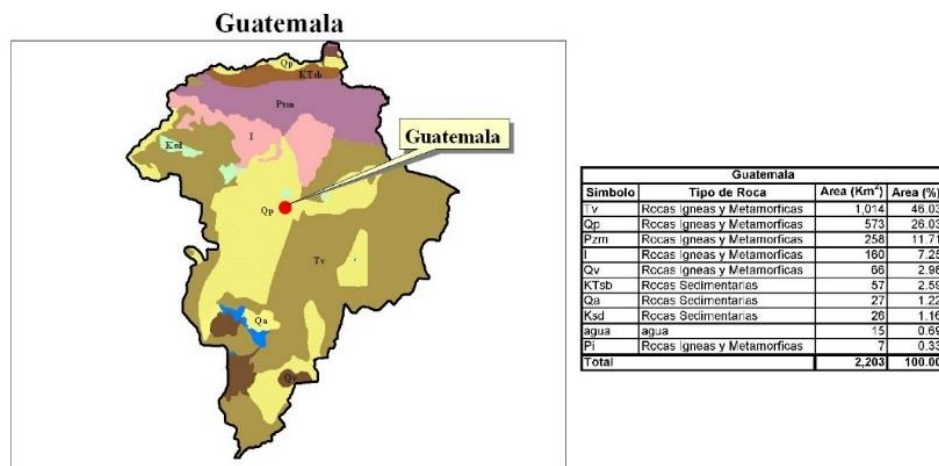 Guatemala
Qp
KTsb
Pzm
I
Ksd
Guatemala
Qp
Tv
Qa
Qv
Guatemala
Simbolo Tipo de Roca Area (Km²) Area (%)
Tv Rocas Igneas y Metamorficas 1,014 46.03
Qp Rocas Igneas y Metamorficas 573 26.03
Pzm Rocas Igneas y Metamorficas 258 11.71
I Rocas Igneas y Metamorficas 160 7.25
Qv Rocas Igneas y Metamorficas 66 2.98
KTsb Rocas Sedimentarias 57 2.59
Qa Rocas Sedimentarias 27 1.22
Ksd Rocas Sedimentarias 26 1.16
agua agua 15 0.69
Pi Rocas Igneas y Metamorficas 7 0.33
Total 2,203 100.00